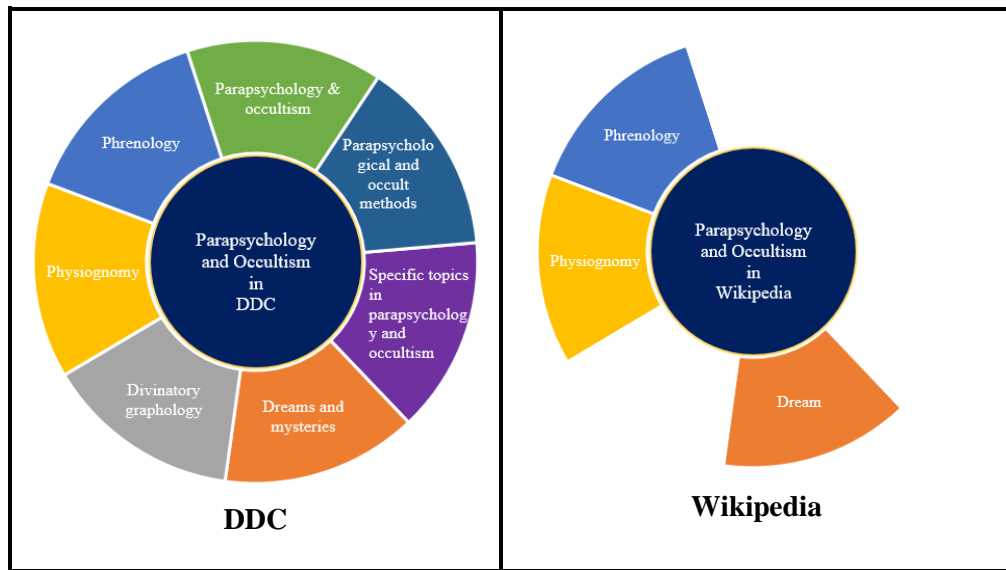 Parapsychology &
occultism
Parapsycholo
gical and
occult
methods
Specific topics
in
parapsycholog
y and
occultism
Dreams and
mysteries
Divinatory
graphology
Physiognomy
Phrenology
Parapsychology
and Occultism
in
DDC
DDC
Phrenology
Physiognomy
Parapsychology
and Occultism
in
Wikipedia
Dream
Wikipedia